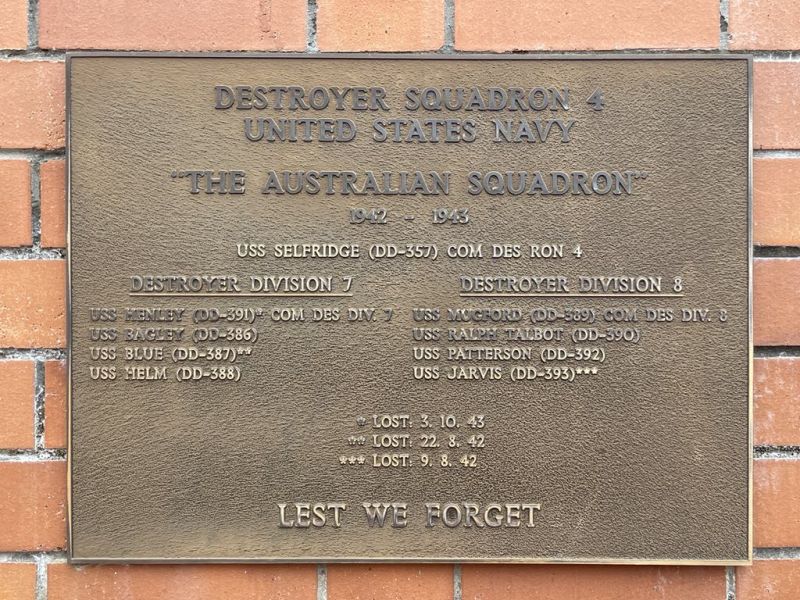 DESTROYER SQUADRON 4
UNITED STATES NAVY
"THE AUSTRALIAN SQUADRON"
1942 - 1943
USS SELFRIDGE (DD-357) COM DES RON 4
DESTROYER DIVISION 7
USS HENLEY (DD-391)* COM DES DIV. 7
USS BAGLEY (DD-386)
USS BLUE (DD-387)**
USS HELM (DD-388)
DESTROYER DIVISION 8
USS MUGFORD (DD-389) COM DES DIV. 8
USS RALPH TALBOT (DD-390)
USS PATTERSON (DD-392)
USS JARVIS (DD-393)***
* LOST: 3. 10. 43
** LOST: 22. 8. 42
*** LOST: 9. 8. 42
LEST WE FORGET